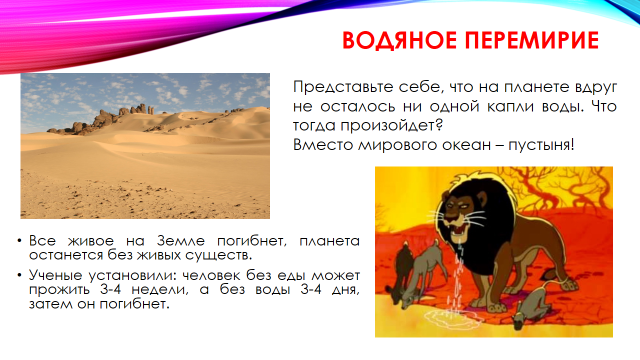 ВОДЯНОЕ ПЕРЕМИРИЕ
Представьте себе, что на планете вдруг
не осталось ни одной капли воды. Что
тогда произойдет?
Вместо мирового океан – пустыня!
• Все живое на Земле погибнет, планета
останется без живых существ.
• Ученые установили: человек без еды может
прожить 3-4 недели, а без воды 3-4 дня,
затем он погибнет.